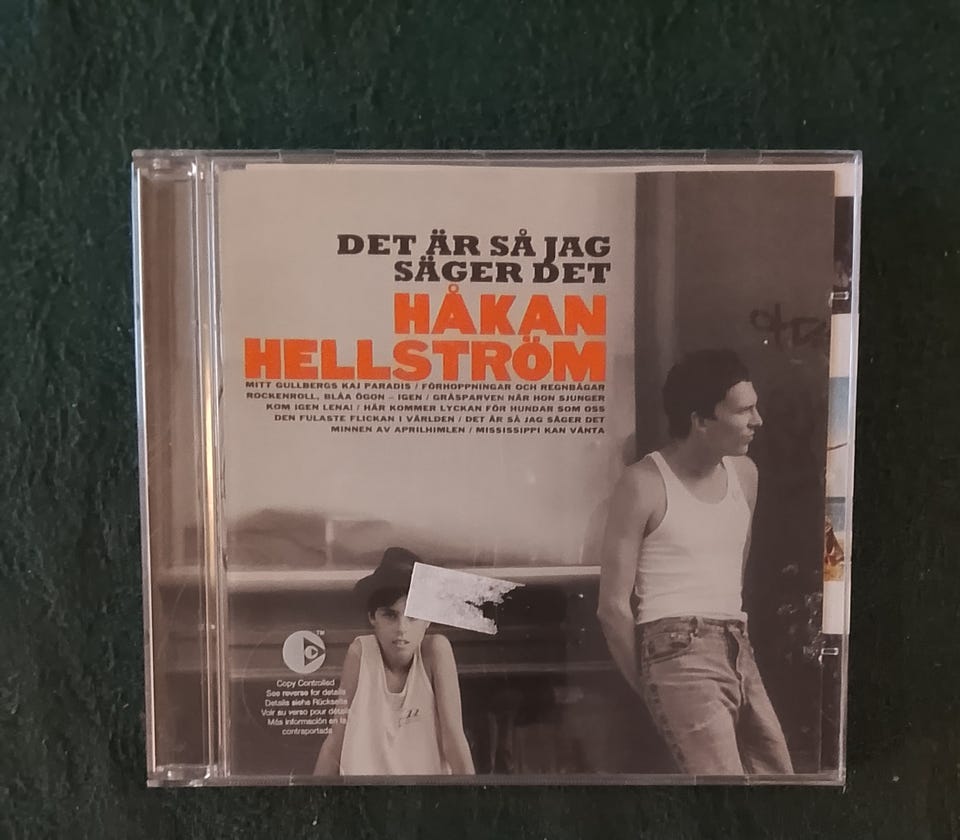 DET ÄR SÅ JAG
SÄGER DET
HÅKAN
HELLSTRÖM
MITT GULLBERGS KAJ PARADIS / FÖRHOPPNINGAR OCH REGNBÅGAR
ROCKENROLL, BLÅA ÖGON – IGEN / GRÅSPARVEN NÄR HON SJUNGER
KOM IGEN LENA! / HÄR KOMMER LYCKAN FÖR HUNDAR SOM OSS
DEN FULASTE FLICKAN I VÄRLDEN / DET ÄR SÅ JAG SÄGER DET
MINNEN AV APRILHIMLEN / MISSISSIPPI KAN VÄNTA
TM
Copy Controlled
See reverse for details
Details siehe Rückseite
Voir au verso pour détails
Más información en la
contraportada